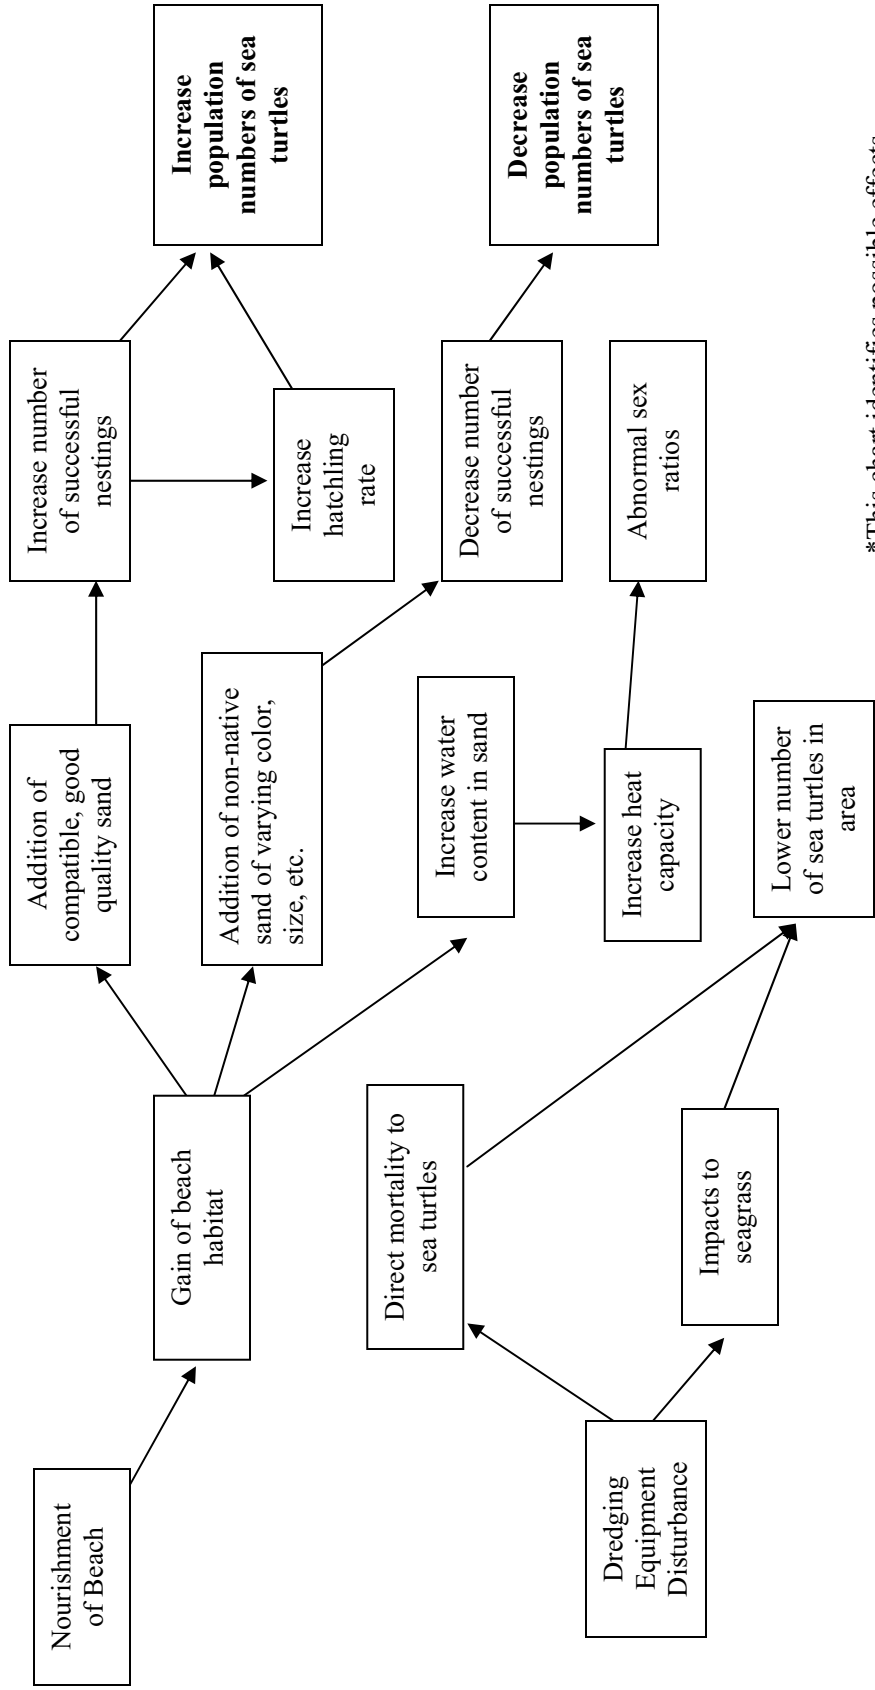 Nourishment
of Beach
Gain of beach
habitat
Addition of
compatible, good
quality sand
Increase number
of successful
nestings
Increase
population
numbers of sea
turtles
Increase
hatchling
rate
Addition of non-native
sand of varying color,
size, etc.
Decrease number
of successful
nestings
Decrease
population
numbers of sea
turtles
Increase water
content in sand
Increase heat
capacity
Abnormal sex
ratios
Dredging
Equipment
Disturbance
Direct mortality to
sea turtles
Impacts to
seagrass
Lower number
of sea turtles in
area
*This chart identifies possible effects